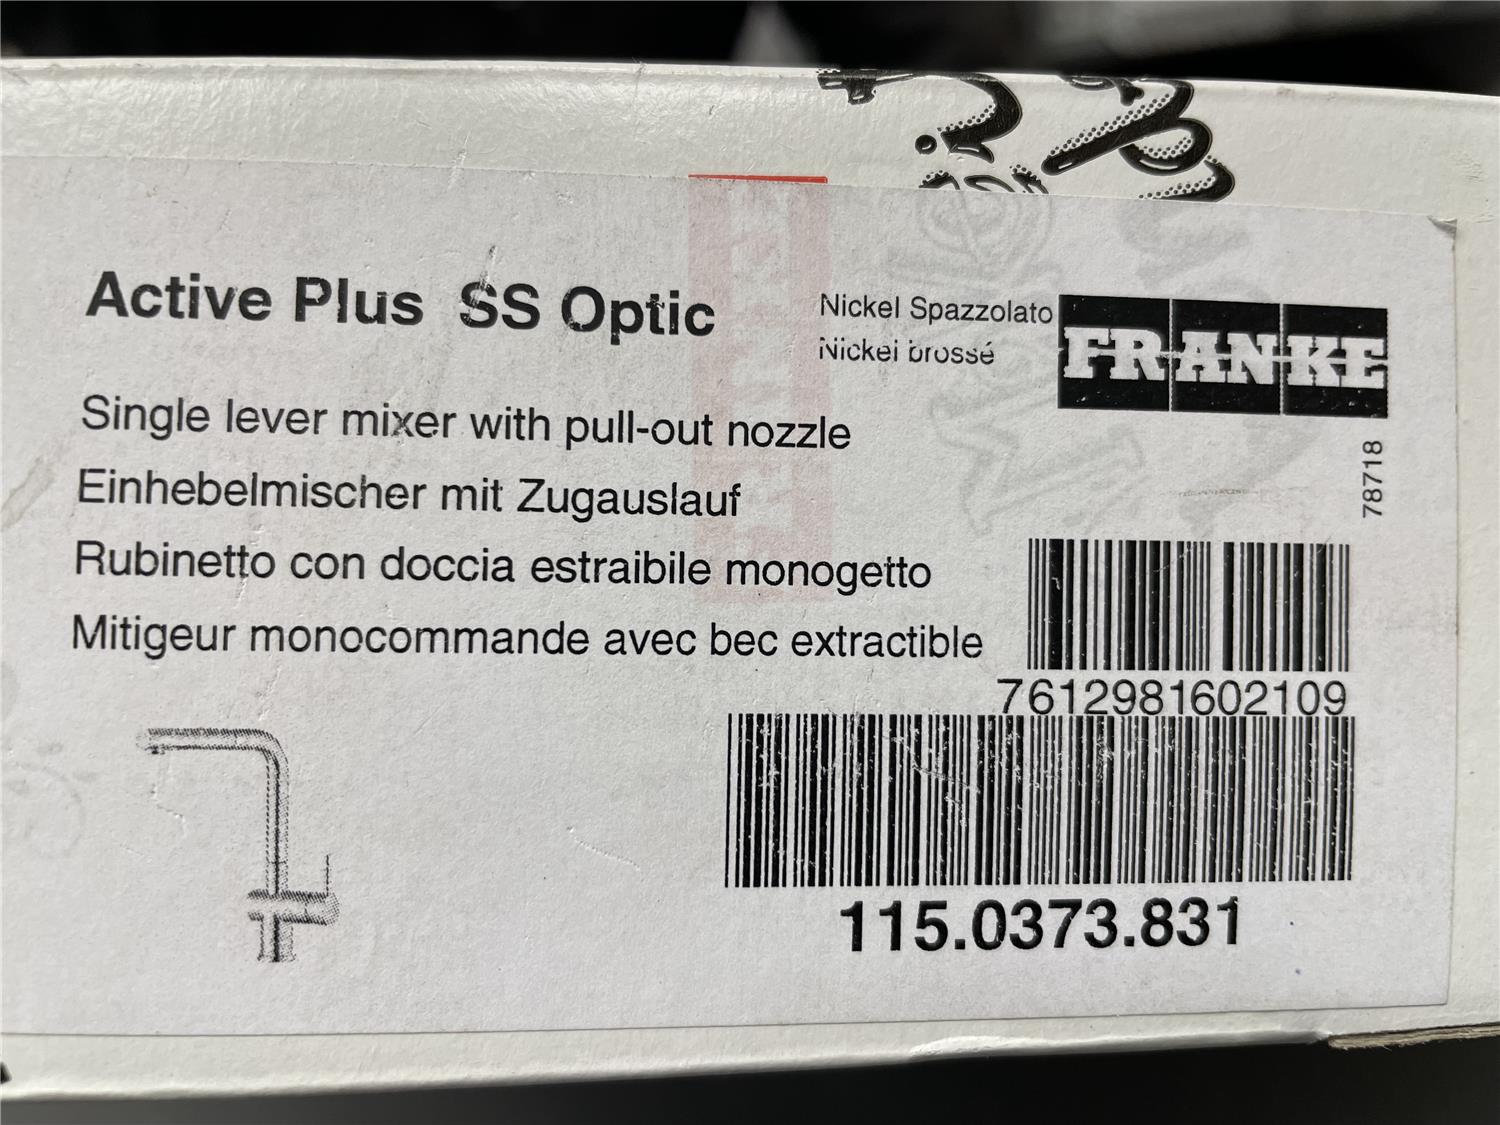 Active Plus SS Optic
Nickel Spazzolato
Nickel brossé
FRANKE
Single lever mixer with pull-out nozzle
Einhebelmischer mit Zugauslauf
Rubinetto con doccia estraibile monogetto
Mitigeur monocommande avec bec extractible
78718
7612981602109
115.0373.831